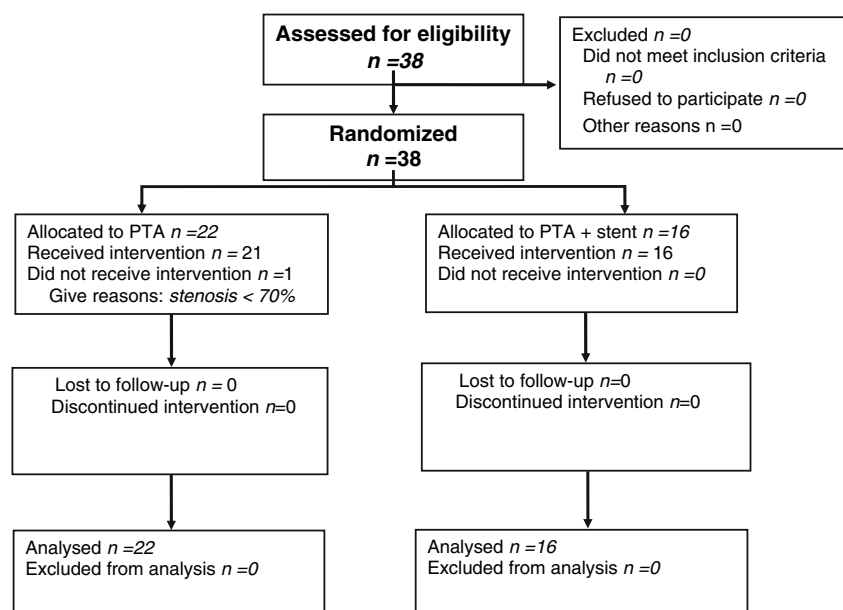 Assessed for eligibility
n =38
Excluded n =0
Did not meet inclusion criteria
n =0
Refused to participate n =0
Other reasons n =0
Randomized
n =38
Allocated to PTA n =22
Received intervention n = 21
Did not receive intervention n =1
Give reasons: stenosis < 70%
Allocated to PTA + stent n =16
Received intervention n = 16
Did not receive intervention n =0
Lost to follow-up n = 0
Discontinued intervention n=0
Lost to follow-up n=0
Discontinued intervention n=0
Analysed n =22
Excluded from analysis n =0
Analysed n =16
Excluded from analysis n =0